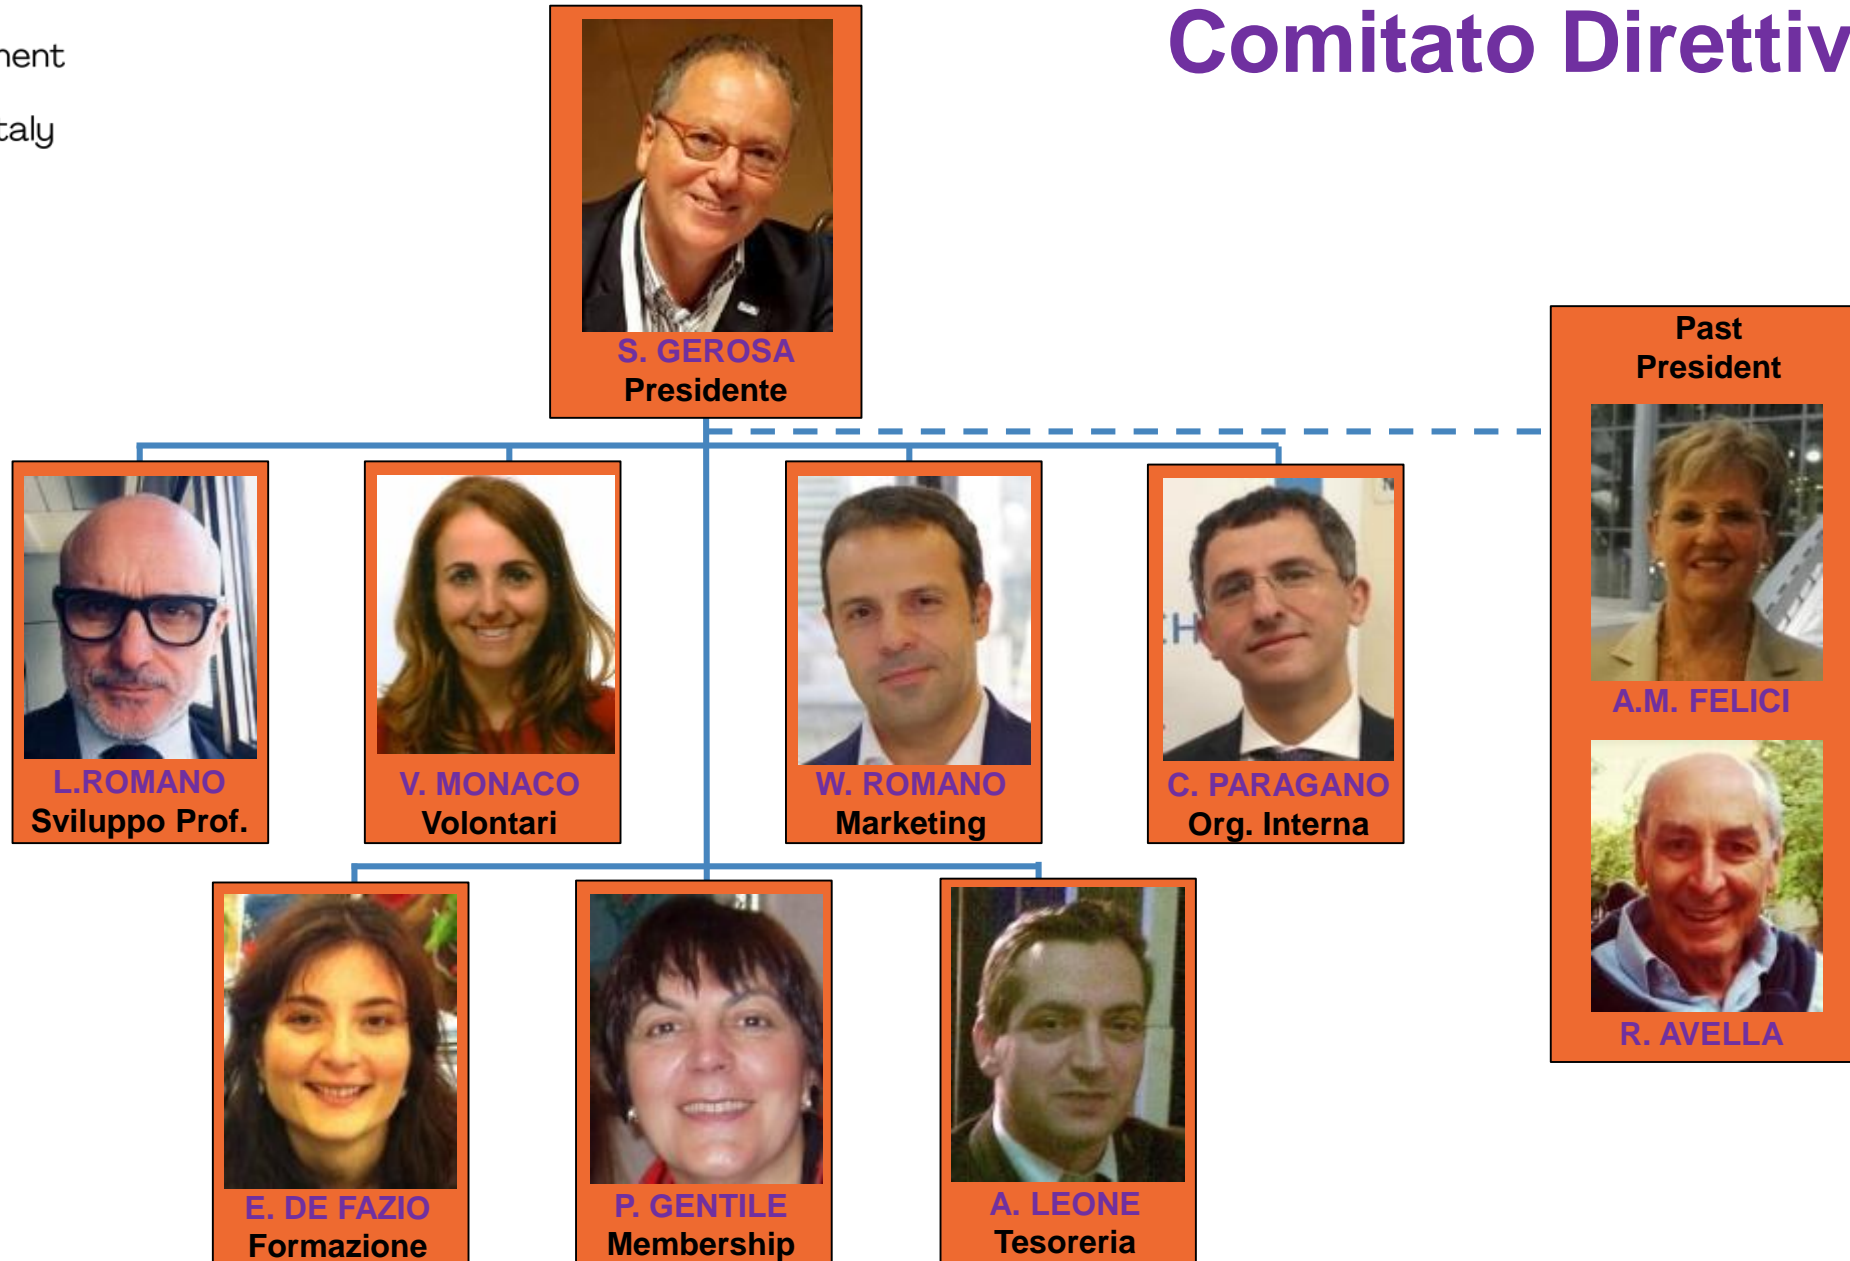 Comitato Direttiv
ment
taly
S. GEROSA
Presidente
Past
President
A.M. FELICI
R. AVELLA
L.ROMANO
Sviluppo Prof.
V. MONACO
Volontari
W. ROMANO
Marketing
CH
C. PARAGANO
Org. Interna
E. DE FAZIO
Formazione
P. GENTILE
Membership
A. LEONE
Tesoreria